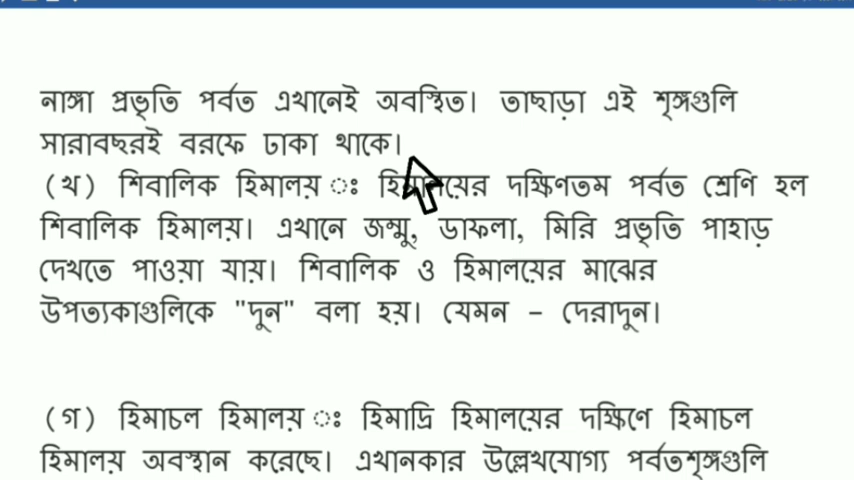 নাঙ্গা প্রভৃতি পর্বত এখানেই অবস্থিত। তাছাড়া এই শৃঙ্গগুলি
সারাবছরই বরফে ঢাকা থাকে।
(খ) শিবালিক হিমালয় ঃ হিমালয়ের দক্ষিণতম পর্বত শ্রেণি হল
শিবালিক হিমালয়। এখানে জম্মু, ডাফলা, মিরি প্রভৃতি পাহাড়
দেখতে পাওয়া যায়। শিবালিক ও হিমালয়ের মাঝের
উপত্যকাগুলিকে "দুন" বলা হয়। যেমন - দেরাদুন।
(গ) হিমাচল হিমালয় ঃ হিমাদ্রি হিমালয়ের দক্ষিণে হিমাচল
হিমালয় অবস্থান করেছে। এখানকার উল্লেখযোগ্য পর্বতশৃঙ্গগুলি